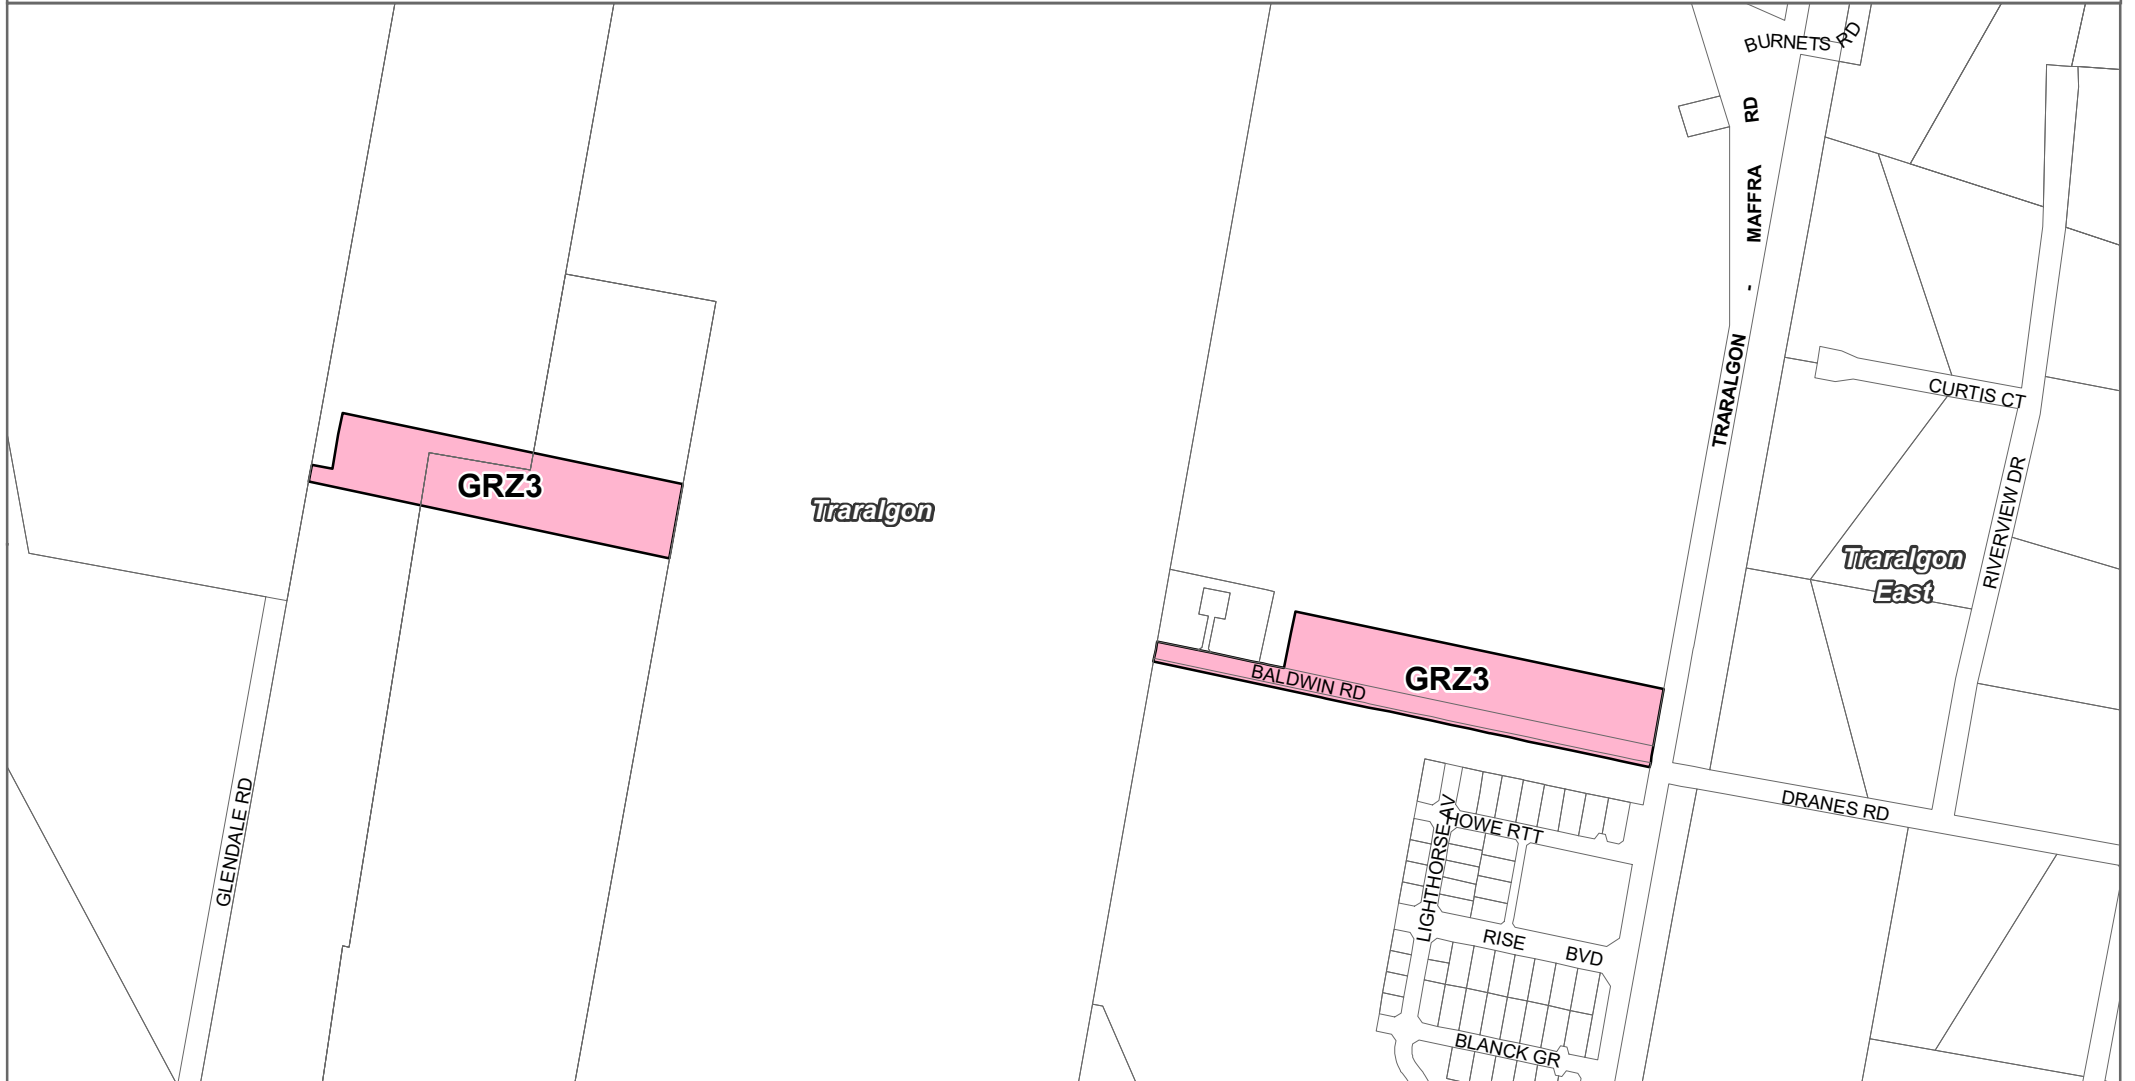 BURNETS RD
TRARALGON - MAFFRA RD
CURTIS CT
GRZ3
Traralgon
RIVERVIEW DR
Traralgon
East
GRZ3
BALDWIN RD
DRANES RD
GLENDALE RD
HOWE RTT
LIGHTHORSE AV
RISE BVD
BLANCK GR